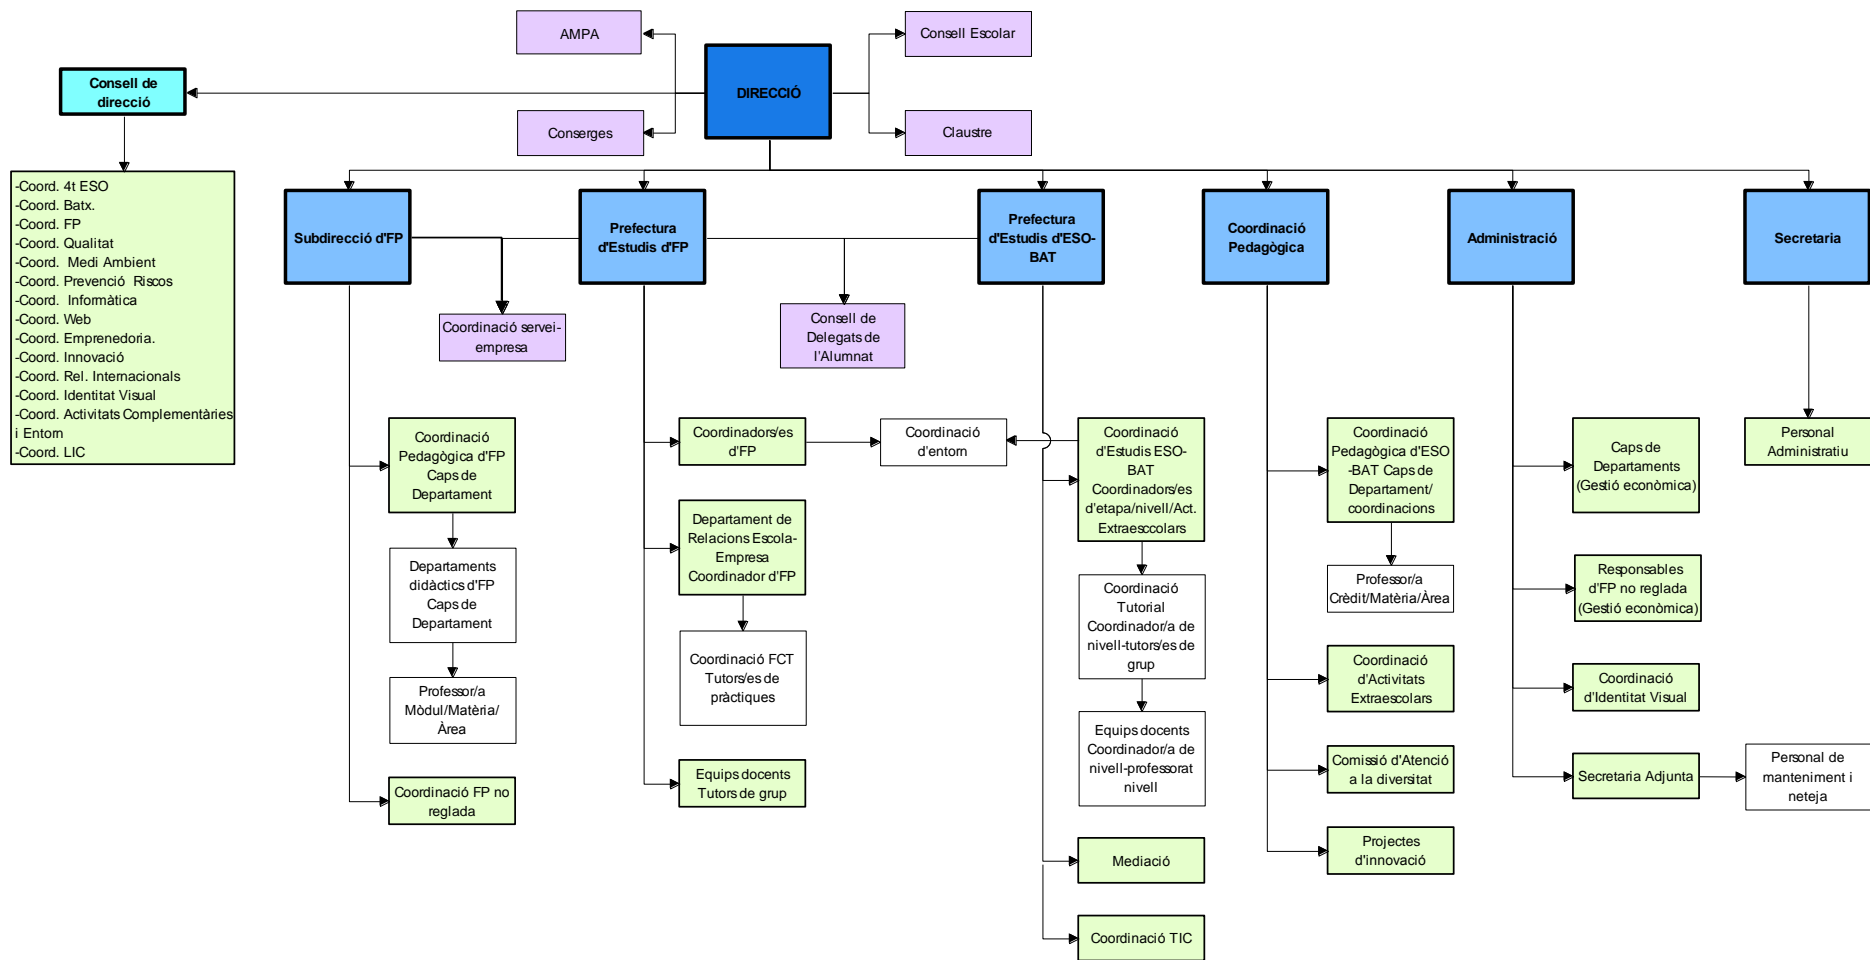 AMPA
Consell Escolar
Consell de
direcció
DIRECCIÓ
Conserges
Claustre
-Coord. 4t ESO
-Coord. Batx.
-Coord. FP
-Coord. Qualitat
-Coord. Medi Ambient
-Coord. Prevenció Riscos
-Coord. Informàtica
-Coord. Web
-Coord. Emprenedoria.
-Coord. Innovació
-Coord. Rel. Internacionals
-Coord. Identitat Visual
-Coord. Activitats Complementàries
i Entorn
-Coord. LIC
Subdirecció d'FP
Prefectura
d'Estudis d'FP
Prefectura
d'Estudis d'ESO-
BAT
Coordinació
Pedagògica
Administració
Secretaria
Coordinació servei-
empresa
Consell de
Delegats de
l'Alumnat
Coordinació
Pedagògica d'FP
Caps de
Departament
Departaments
didàctics d'FP
Caps de
Departament
Professor/a
Mòdul/Matèria/
Àrea
Coordinació FP no
reglada
Coordinadors/es
d'FP
Coordinació
d'entorn
Departament de
Relacions Escola-
Empresa
Coordinador d'FP
Coordinació FCT
Tutors/es de
pràctiques
Equips docents
Tutors de grup
Coordinació
d'Estudis ESO-
BAT
Coordinadors/es
d'etapa/nivell/Act.
Extraesccolars
Coordinació
Tutorial
Coordinador/a de
nivell-tutors/es de
grup
Equips docents
Coordinador/a de
nivell-professorat
nivell
Mediació
Coordinació TIC
Coordinació
Pedagògica d'ESO
-BAT Caps de
Departament/
coordinacions
Professor/a
Crèdit/Matèria/Àrea
Coordinació
d'Activitats
Extraescolars
Comissió d'Atenció
a la diversitat
Projectes
d'innovació
Caps de
Departaments
(Gestió econòmica)
Responsables
d'FP no reglada
(Gestió econòmica)
Coordinació
d'Identitat Visual
Secretaria Adjunta
Personal de
manteniment i
neteja
Personal
Administratiu